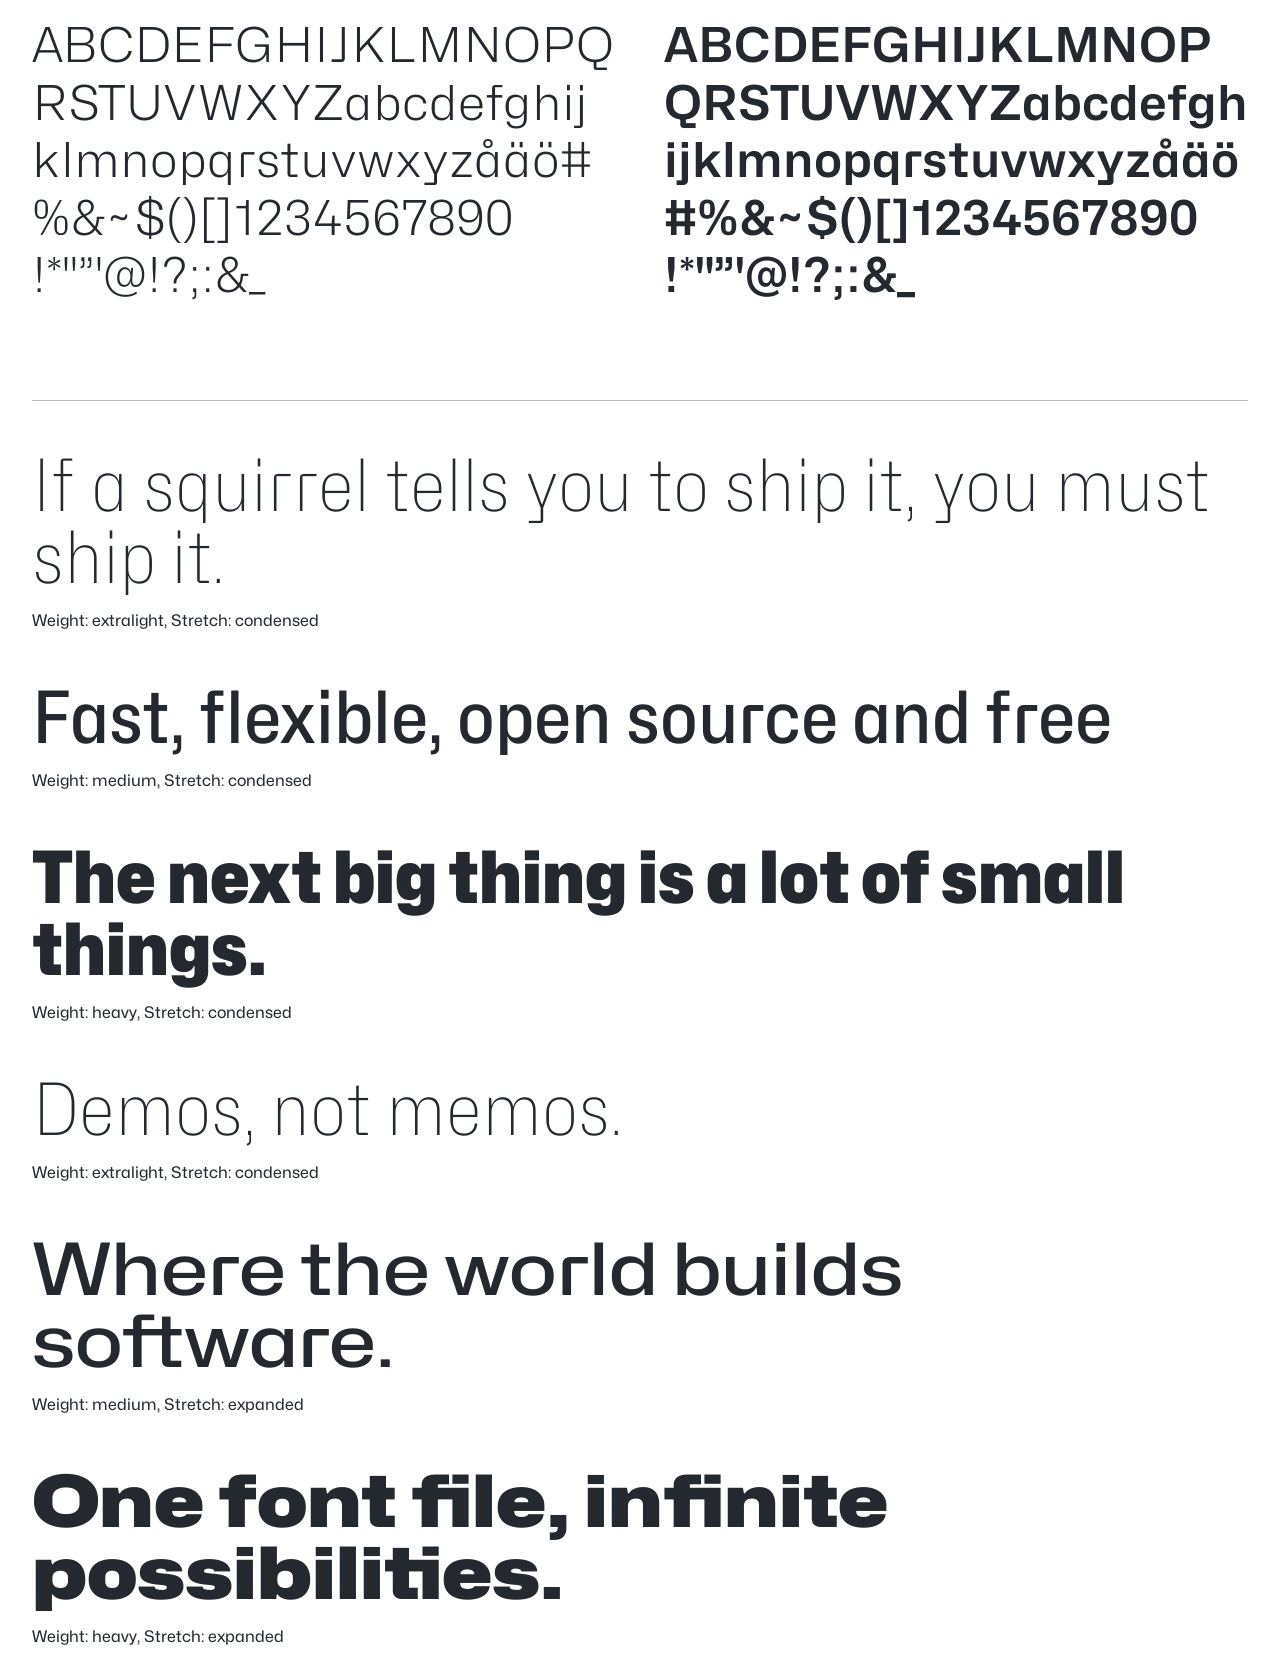 ABCDEFGHIJKLMNOPQ
RSTUVWXYZabcdefghij
klmnopqrstuvwxyzåäö#
%&~$()[]1234567890
!*"”'@!?;:&_
ABCDEFGHIJKLMNOP
QRSTUVWXYZabcdefgh
ijklmnopqrstuvwxyzåäö
#%&~$()[]1234567890
!*"”'@!?;:&_
If a squirrel tells you to ship it, you must
ship it.
Weight: extralight, Stretch: condensed
Fast, flexible, open source and free
Weight: medium, Stretch: condensed
The next big thing is a lot of small
things.
Weight: heavy, Stretch: condensed
Demos, not memos.
Weight: extralight, Stretch: condensed
Where the world builds
software.
Weight: medium, Stretch: expanded
One font file, infinite
possibilities.
Weight: heavy, Stretch: expanded